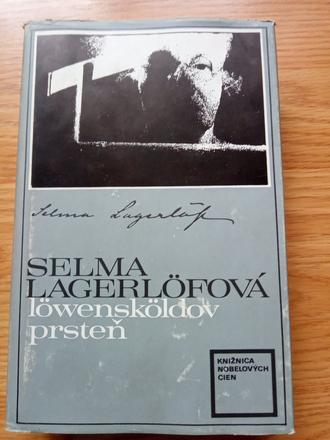 Selma Lagerlöf
SELMA
LAGERLÖFOVÁ
löwensköldov
prsteň
KNIŽNICA
NOBELOVÝCH
CIEN